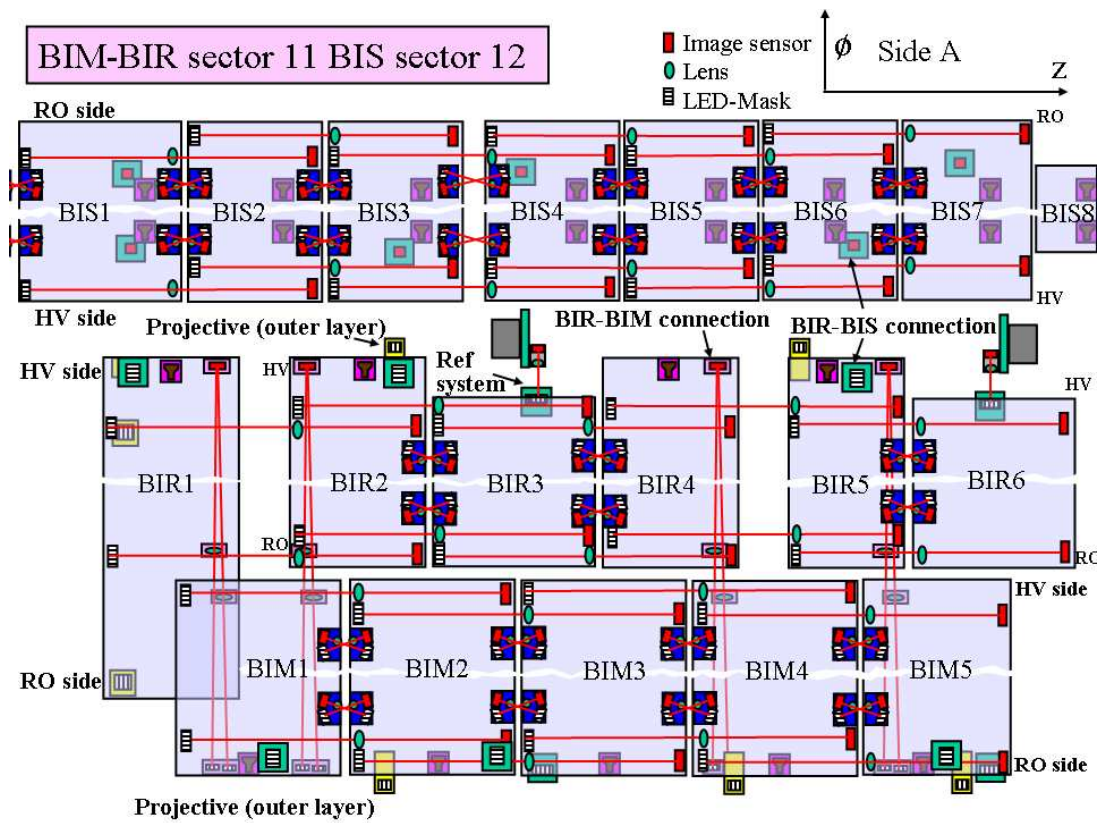 BIM-BIR sector 11 BIS sector 12
Image sensor
Lens
LED-Mask
ϕ
Side A
z
RO side
RO
BIS1
BIS2
BIS3
BIS4
BIS5
BIS6
BIS7
BIS8
HV side
HV
Projective (outer layer)
BIR-BIM connection
BIR-BIS connection
HV side
HV
Ref
system
HV
BIR1
BIR2
BIR3
BIR4
BIR5
BIR6
RO
RO
HV side
BIM1
BIM2
BIM3
BIM4
BIM5
RO side
RO side
Projective (outer layer)